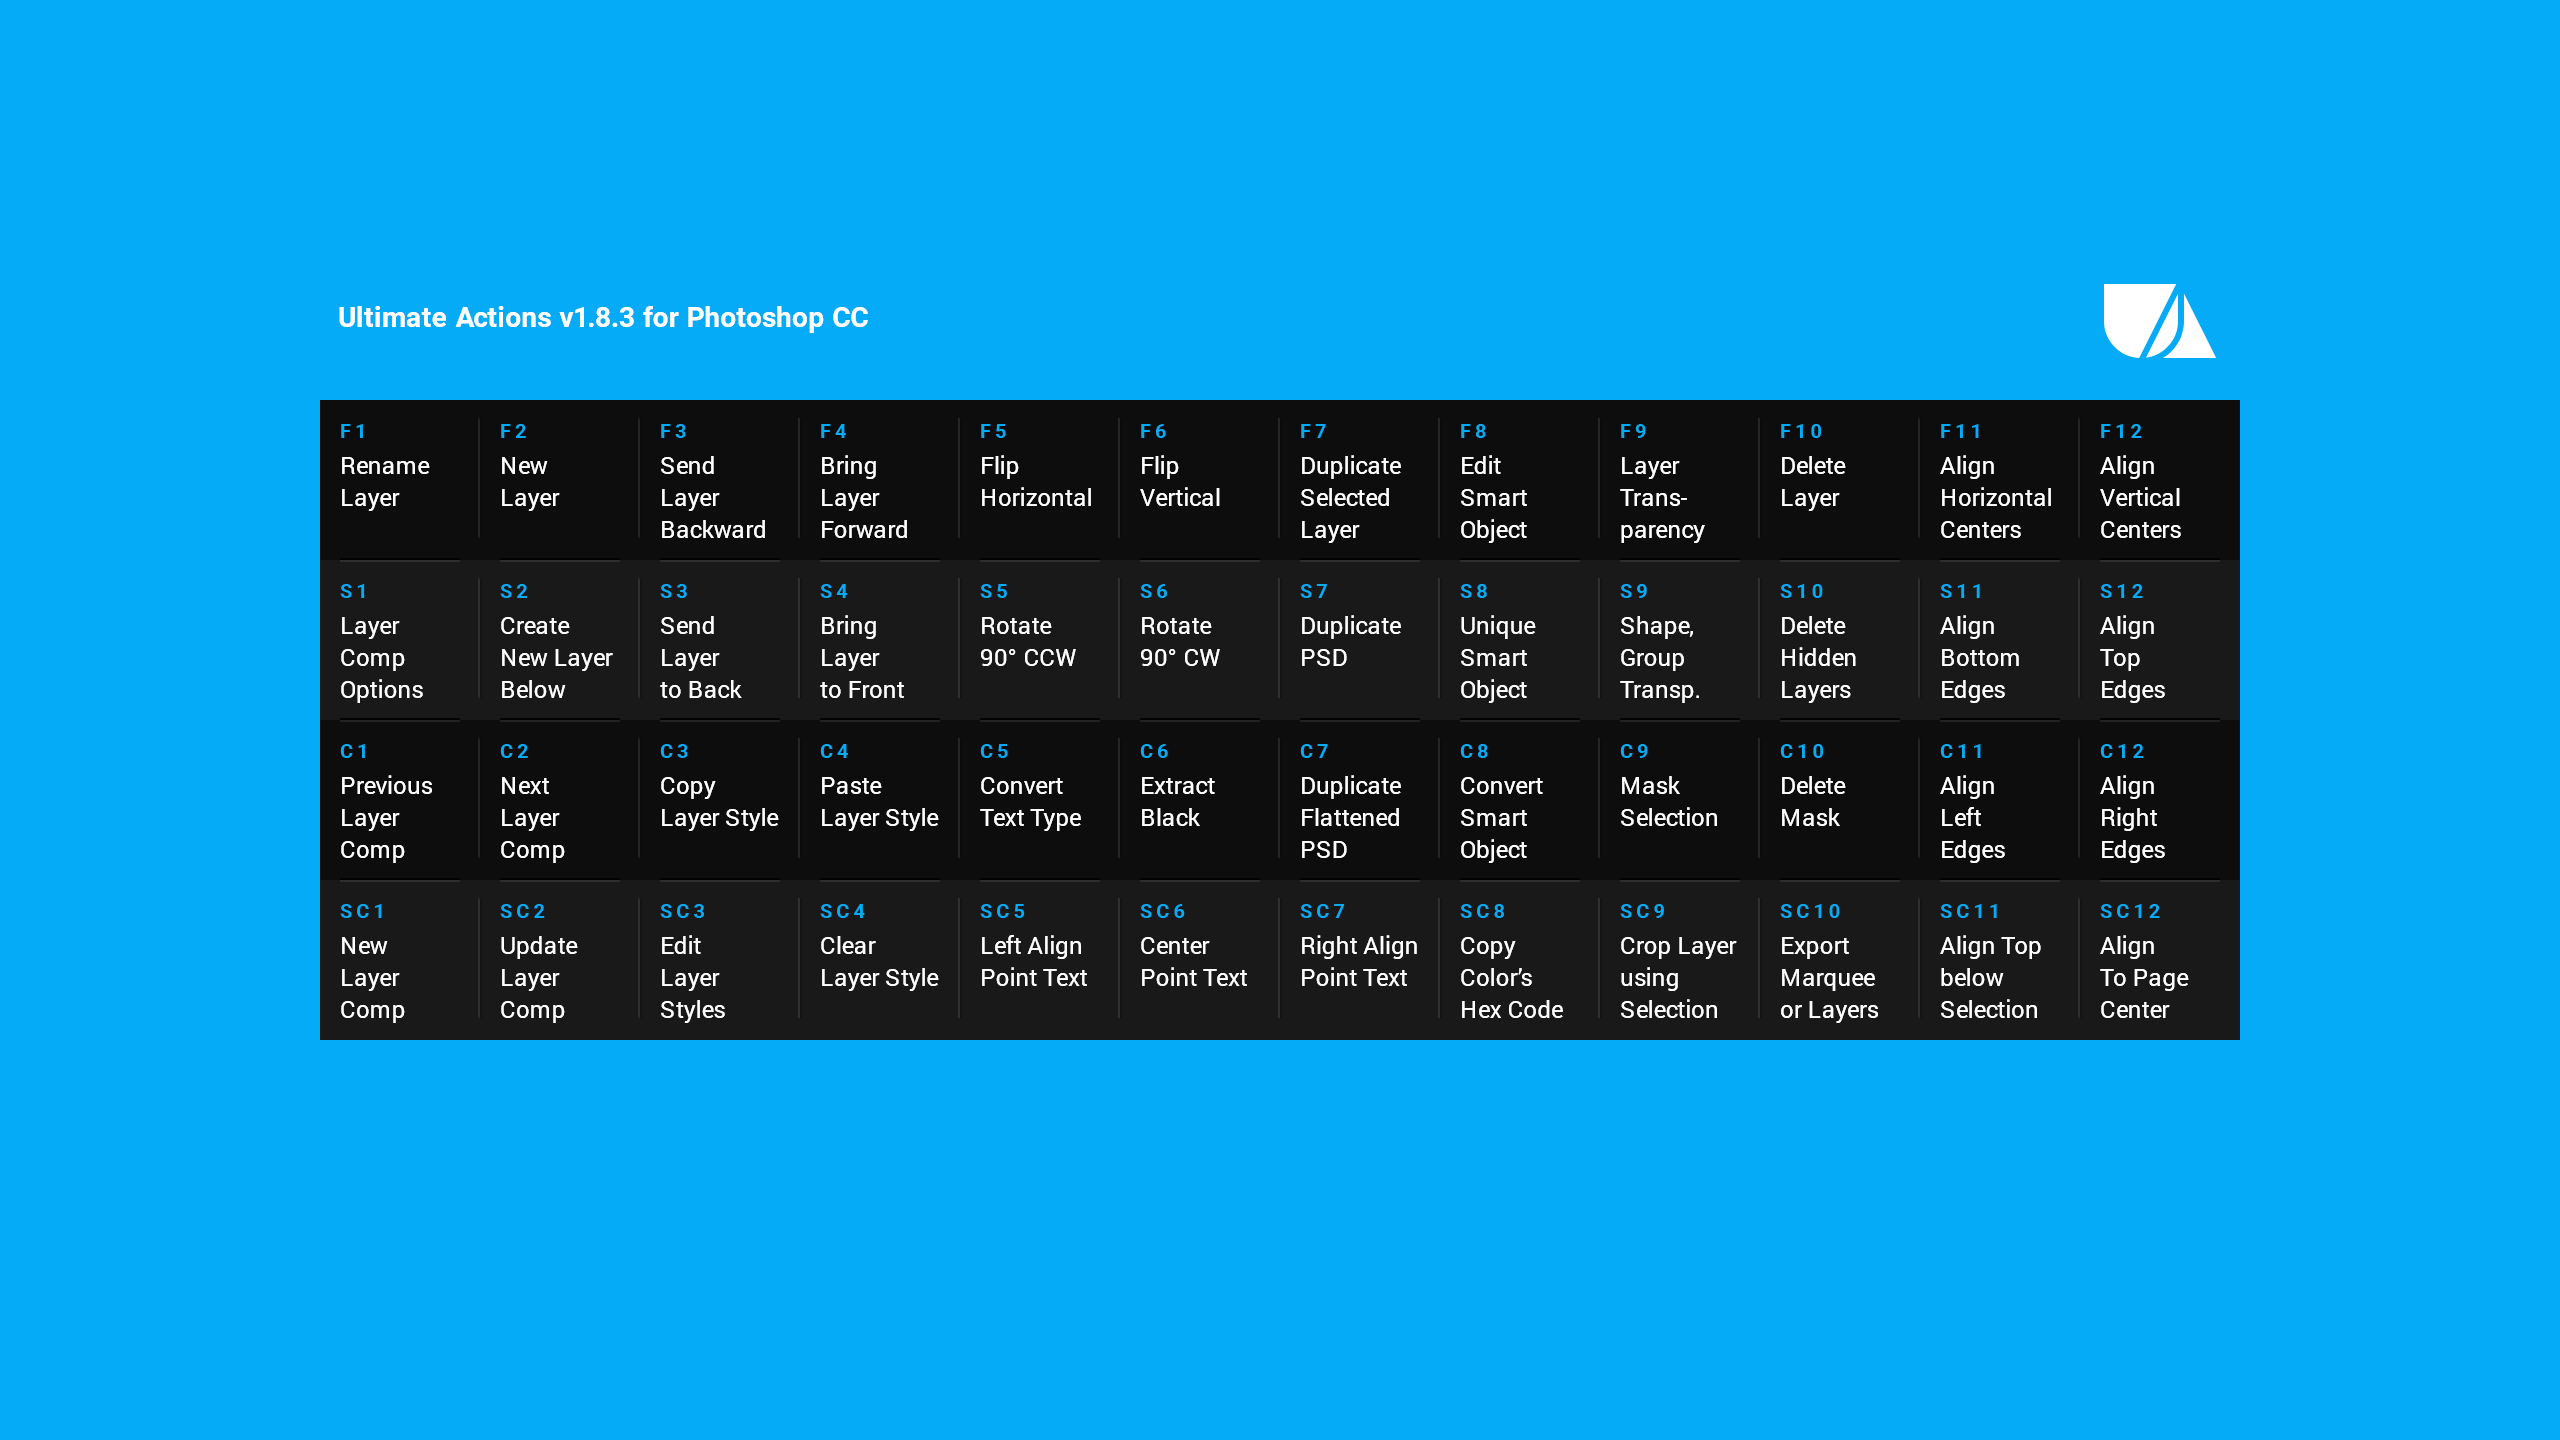 Ultimate Actions v1.8.3 for Photoshop CC
F1
Rename
Layer
F2
New
Layer
F3
Send
Layer
Backward
F4
Bring
Layer
Forward
F5
Flip
Horizontal
F6
Flip
Vertical
F7
Duplicate
Selected
Layer
F8
Edit
Smart
Object
F9
Layer
Trans-
parency
F10
Delete
Layer
F11
Align
Horizontal
Centers
F12
Align
Vertical
Centers
S1
Layer
Comp
Options
S2
Create
New Layer
Below
S3
Send
Layer
to Back
S4
Bring
Layer
to Front
S5
Rotate
90° CCW
S6
Rotate
90° CW
S7
Duplicate
PSD
S8
Unique
Smart
Object
S9
Shape,
Group
Transp.
S10
Delete
Hidden
Layers
S11
Align
Bottom
Edges
S12
Align
Top
Edges
C1
Previous
Layer
Comp
C2
Next
Layer
Comp
C3
Copy
Layer Style
C4
Paste
Layer Style
C5
Convert
Text Type
C6
Extract
Black
C7
Duplicate
Flattened
PSD
C8
Convert
Smart
Object
C9
Mask
Selection
C10
Delete
Mask
C11
Align
Left
Edges
C12
Align
Right
Edges
SC1
New
Layer
Comp
SC2
Update
Layer
Comp
SC3
Edit
Layer
Styles
SC4
Clear
Layer Style
SC5
Left Align
Point Text
SC6
Center
Point Text
SC7
Right Align
Point Text
SC8
Copy
Color’s
Hex Code
SC9
Crop Layer
using
Selection
SC10
Export
Marquee
or Layers
SC11
Align Top
below
Selection
SC12
Align
To Page
Center